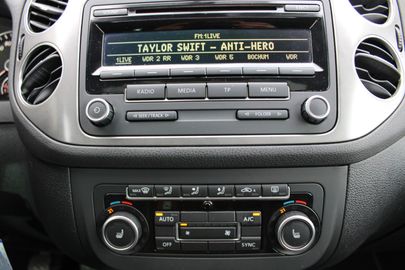 FM:1LIVE
TAYLOR SWIFT - ANTI-HERO
1LIVE WDR 2 RR WDR 3 WDR 5 BOCHUM WDR
RADIO MEDIA TP MENU
SEEK/TRACK FOLDER
MAX
AUTO A/C
OFF SYNC